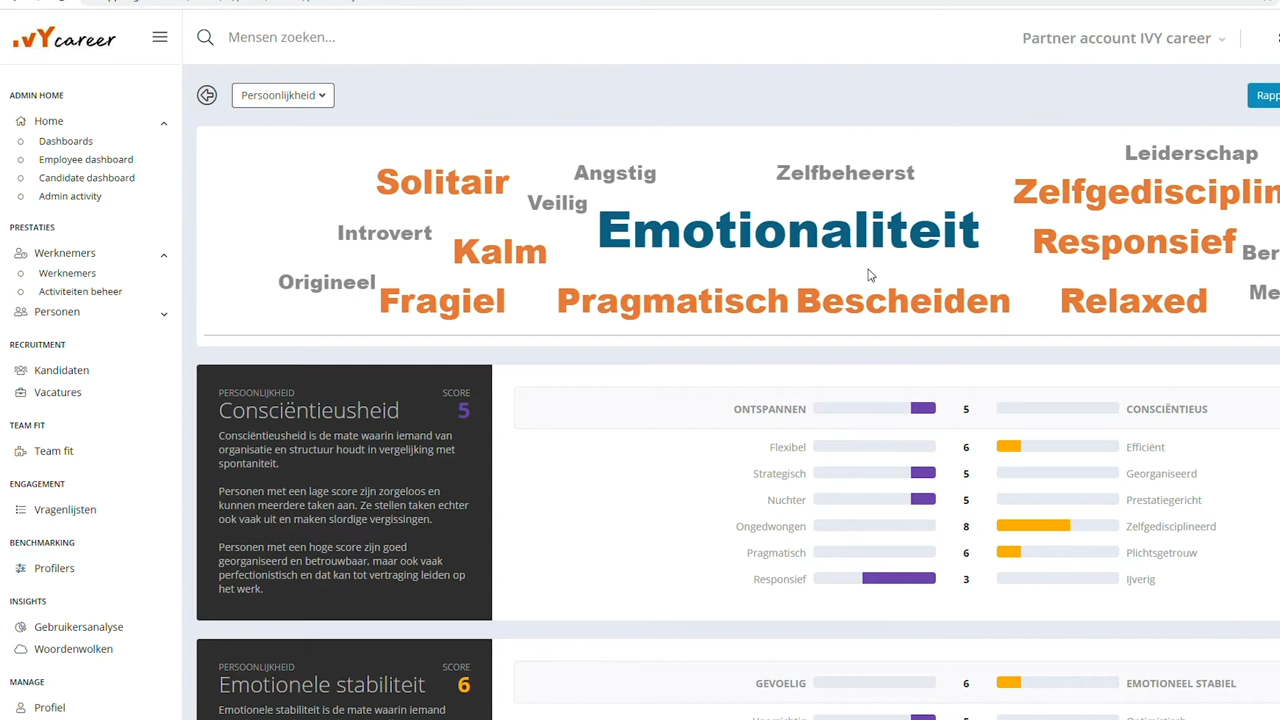 ivYcareer
Mensen zoeken...
Partner account IVY career
ADMIN HOME
Home
Dashboards
Employee dashboard
Candidate dashboard
Admin activity
PRESTATIES
Werknemers
Werknemers
Activiteiten beheer
Personen
RECRUITMENT
Kandidaten
Vacatures
TEAM FIT
Team fit
ENGAGEMENT
Vragenlijsten
BENCHMARKING
Profilers
INSIGHTS
Gebruikersanalyse
Woordenwolken
MANAGE
Profiel
Persoonlijkheid
Rapp
Leiderschap
Angstig
Zelfbeheerst
Solitair
Zelfgedisciplin
Veilig
Introvert
Emotionaliteit
Kalm
Responsief
Ber
Origineel
Fragiel
Pragmatisch
Bescheiden
Relaxed
Me
PERSOONLIJKHEID SCORE
Consciëntieusheid 5
Consciëntieusheid is de mate waarin iemand van
organisatie en structuur houdt in vergelijking met
spontaniteit.
Personen met een lage score zijn zorgeloos en
kunnen meerdere taken aan. Ze stellen taken echter
ook vaak uit en maken slordige vergissingen.
Personen met een hoge score zijn goed
georganiseerd en betrouwbaar, maar ook vaak
perfectionistisch en dat kan tot vertraging leiden op
het werk.
ONTSPANNEN 5 CONSCIËNTIEUS
Flexibel 6 Efficiënt
Strategisch 5 Georganiseerd
Nuchter 5 Prestatiegericht
Ongedwongen 8 Zelfgedisciplineerd
Pragmatisch 6 Plichtsgetrouw
Responsief 3 Ijverig
PERSOONLIJKHEID SCORE
Emotionele stabiliteit 6
Emotionele stabiliteit is de mate waarin iemand
GEVOELIG 6 EMOTIONEEL STABIEL